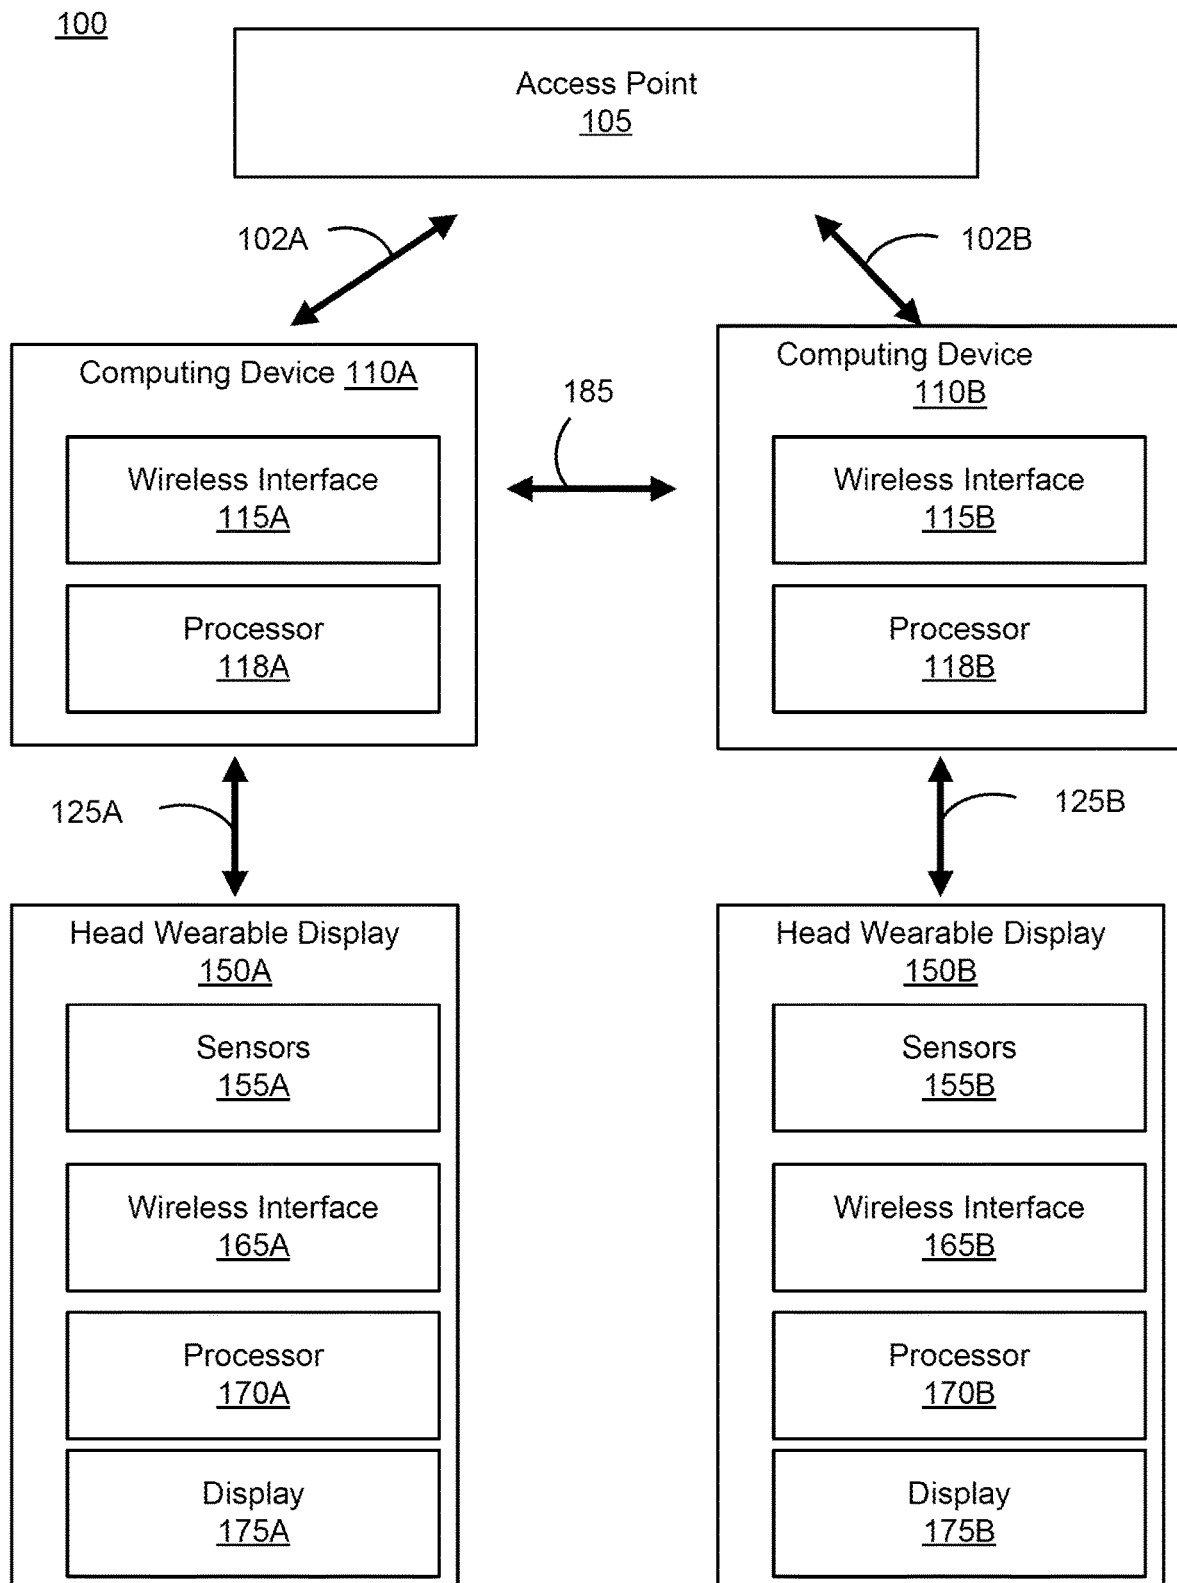 100
Access Point
105
102A
102B
Computing Device 110A
Computing Device
110B
185
Wireless Interface
115A
Wireless Interface
115B
Processor
118A
Processor
118B
125A
125B
Head Wearable Display
150A
Head Wearable Display
150B
Sensors
155A
Sensors
155B
Wireless Interface
165A
Wireless Interface
165B
Processor
170A
Processor
170B
Display
175A
Display
175B